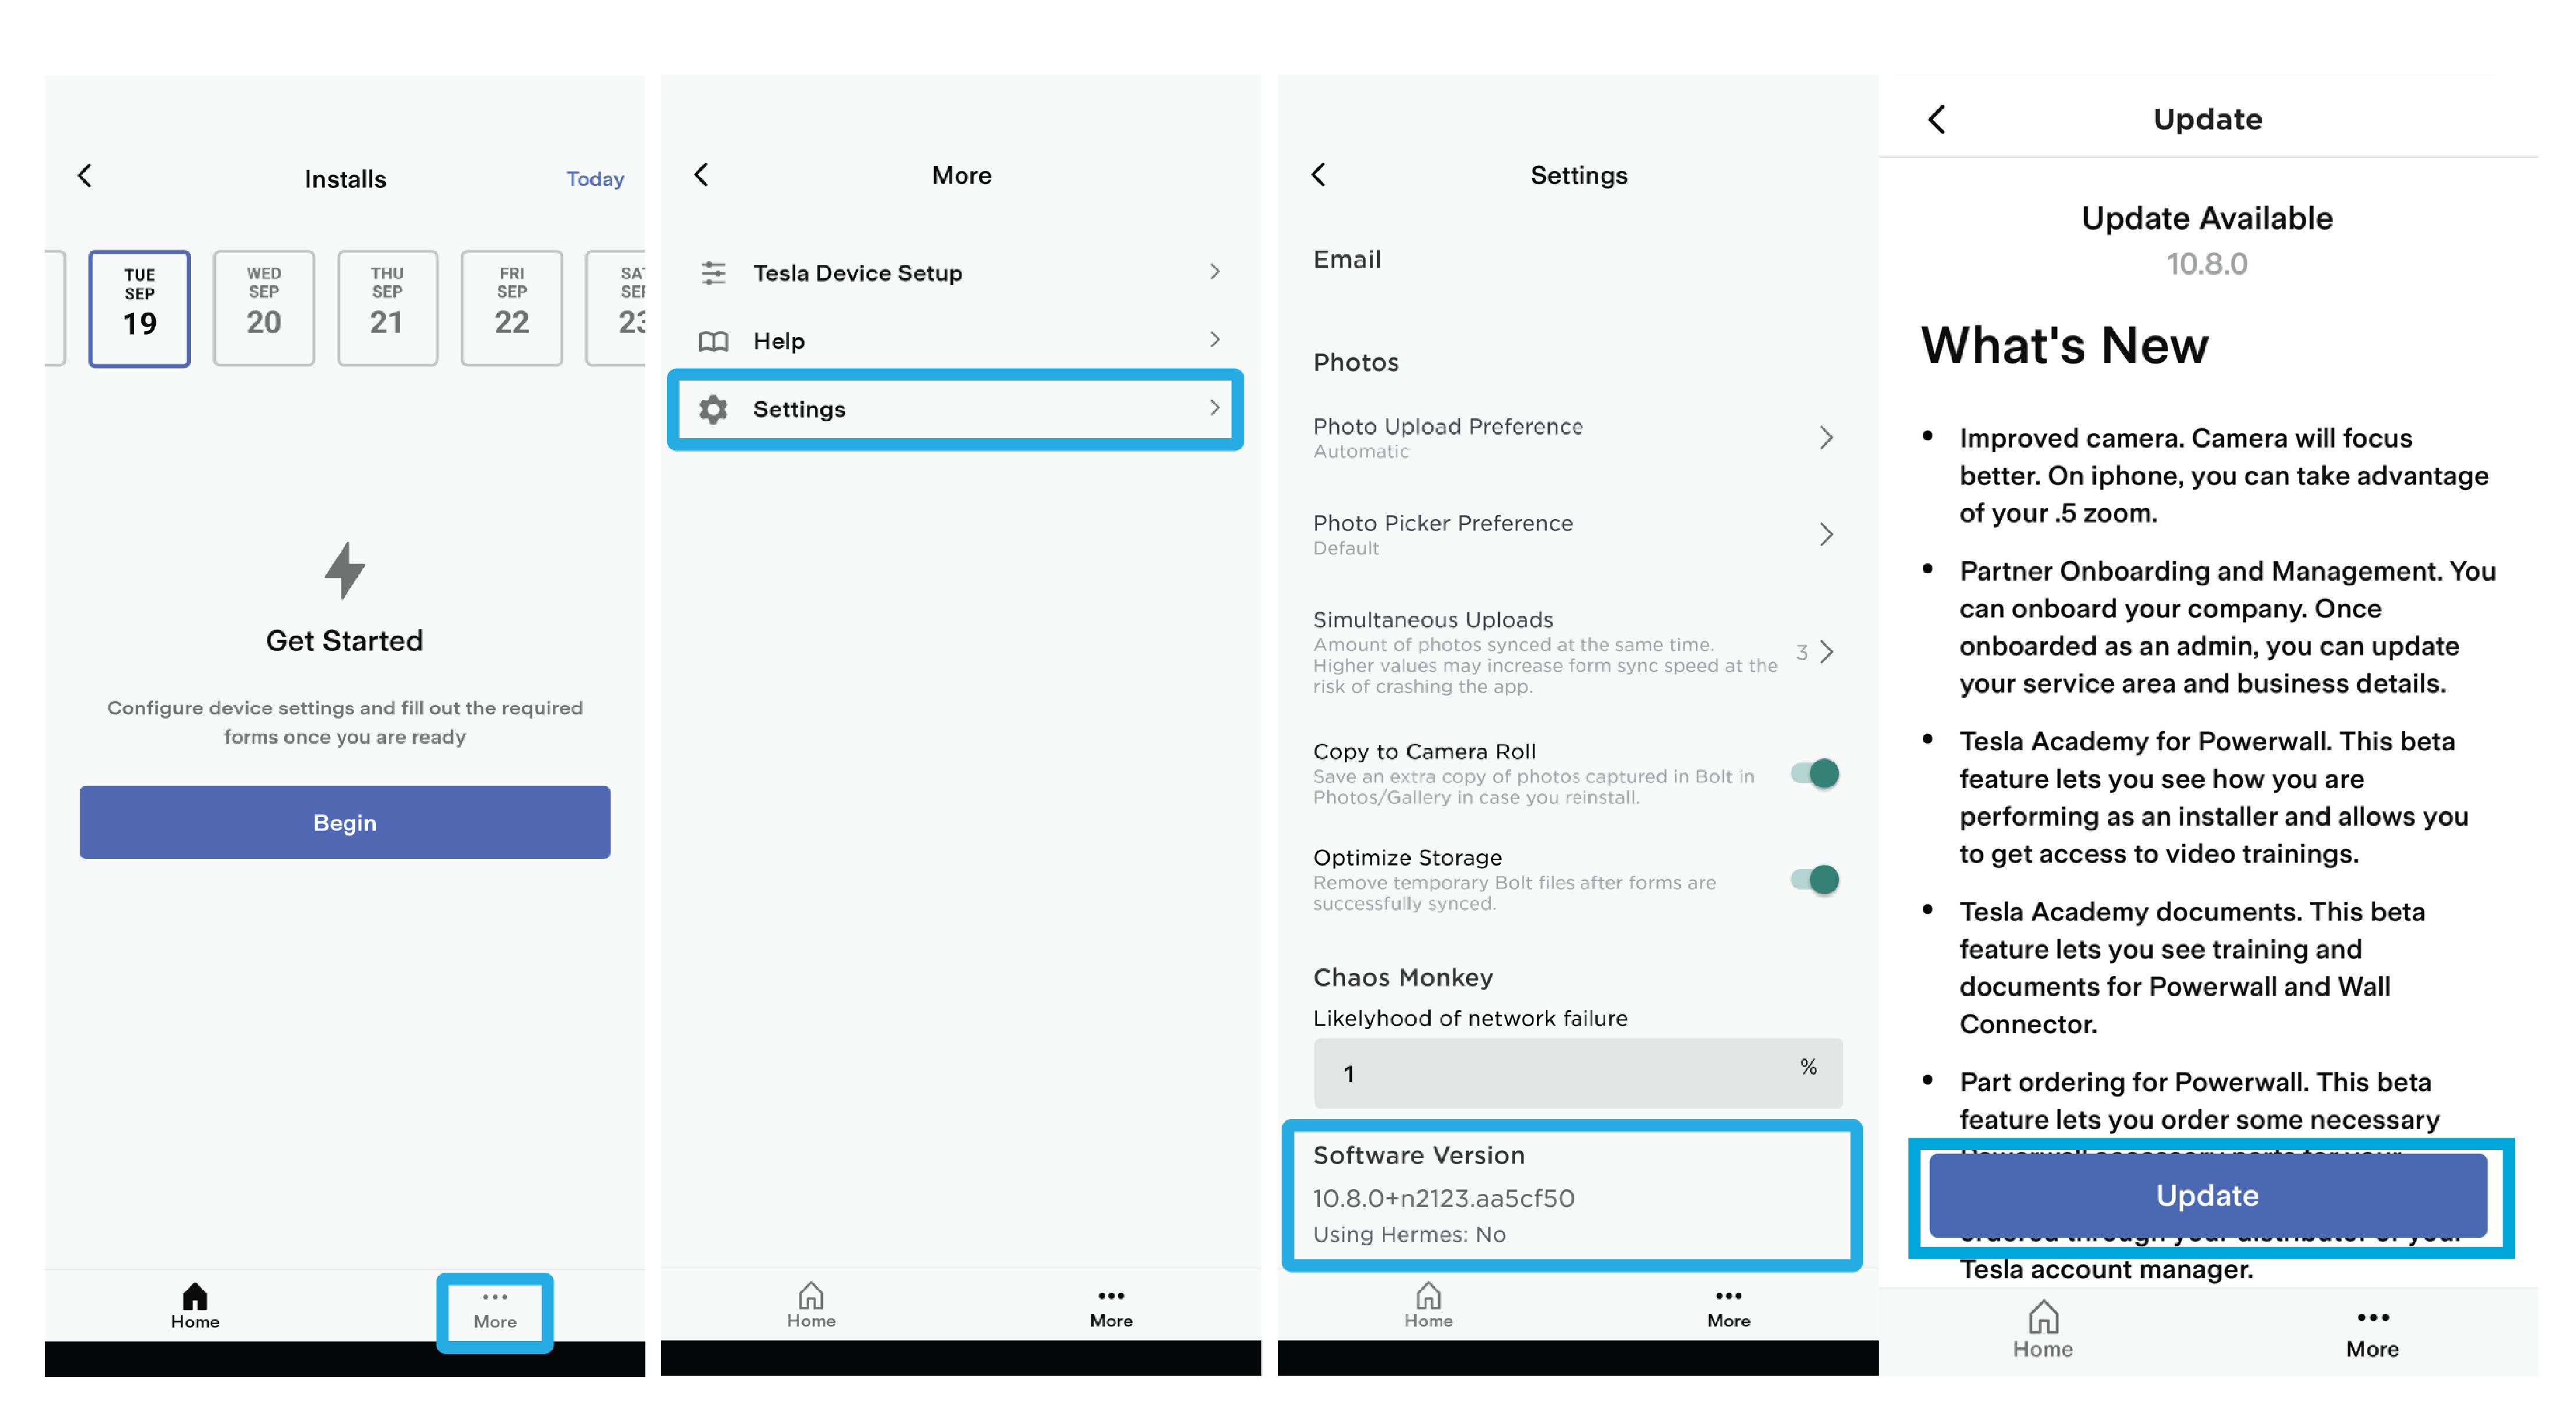 Installs
Today
TUE
SEP
19
WED
SEP
20
THU
SEP
21
FRI
SEP
22
Get Started
Configure device settings and fill out the required
forms once you are ready
Begin
Home
More
More
Tesla Device Setup
Help
Settings
Home
More
Settings
Email
Photos
Photo Upload Preference
Automatic
Photo Picker Preference
Default
Simultaneous Uploads
Amount of photos synced at the same time.
Higher values may increase form sync speed at the
risk of crashing the app.
3
Copy to Camera Roll
Save an extra copy of photos captured in Bolt in
Photos/Gallery in case you reinstall.
Optimize Storage
Remove temporary Bolt files after forms are
successfully synced.
Chaos Monkey
Likelyhood of network failure
1 %
Software Version
10.8.0+n2123.aa5cf50
Using Hermes: No
Home
More
Update
Update Available
10.8.0
What's New
• Improved camera. Camera will focus
better. On iphone, you can take advantage
of your .5 zoom.
• Partner Onboarding and Management. You
can onboard your company. Once
onboarded as an admin, you can update
your service area and business details.
• Tesla Academy for Powerwall. This beta
feature lets you see how you are
performing as an installer and allows you
to get access to video trainings.
• Tesla Academy documents. This beta
feature lets you see training and
documents for Powerwall and Wall
Connector.
• Part ordering for Powerwall. This beta
feature lets you order some necessary
Update
Tesla account manager.
Home
More